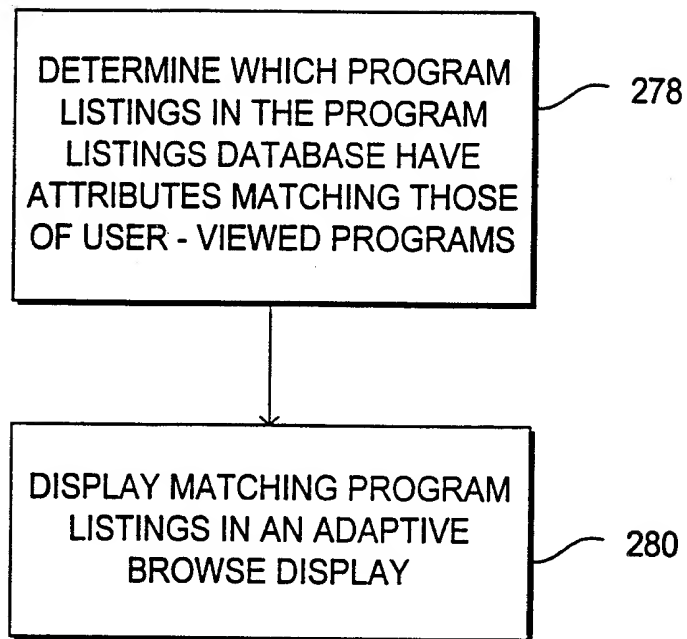 DETERMINE WHICH PROGRAM
LISTINGS IN THE PROGRAM
LISTINGS DATABASE HAVE
ATTRIBUTES MATCHING THOSE
OF USER - VIEWED PROGRAMS
278
DISPLAY MATCHING PROGRAM
LISTINGS IN AN ADAPTIVE
BROWSE DISPLAY
280